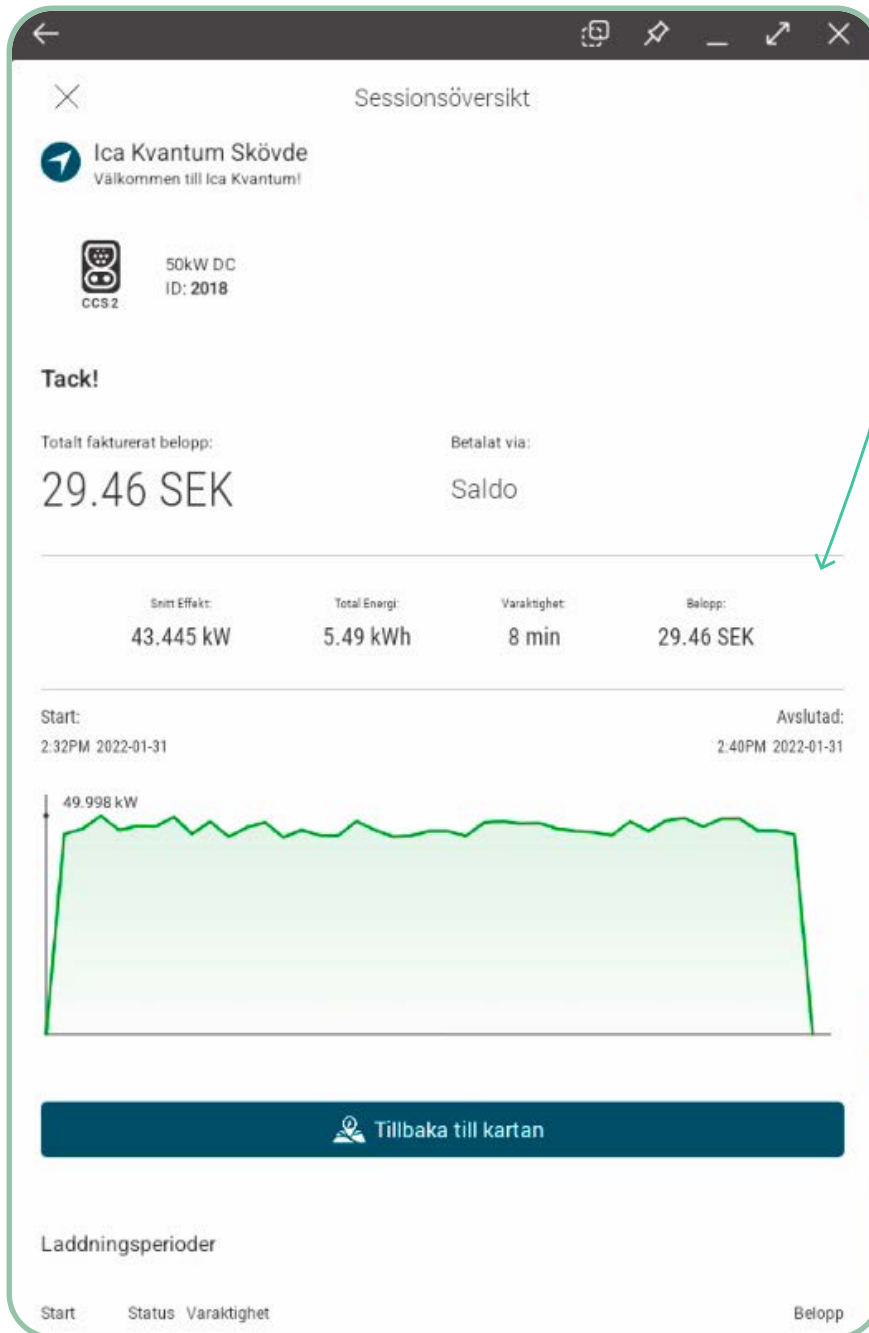 Sessionsöversikt
Ica Kvantum Skövde
Välkommen till Ica Kvantum!
50kW DC
ID: 2018
CCS 2
Tack!
Totalt fakturerat belopp:
Betalat via:
29.46 SEK
Saldo
Snitt Effekt: Total Energi: Varaktighet: Belopp:
43.445 kW 5.49 kWh 8 min 29.46 SEK
Start: Avslutad:
2:32PM 2022-01-31 2:40PM 2022-01-31
49.998 kW
Tillbaka till kartan
Laddningsperioder
Start Status Varaktighet Belopp